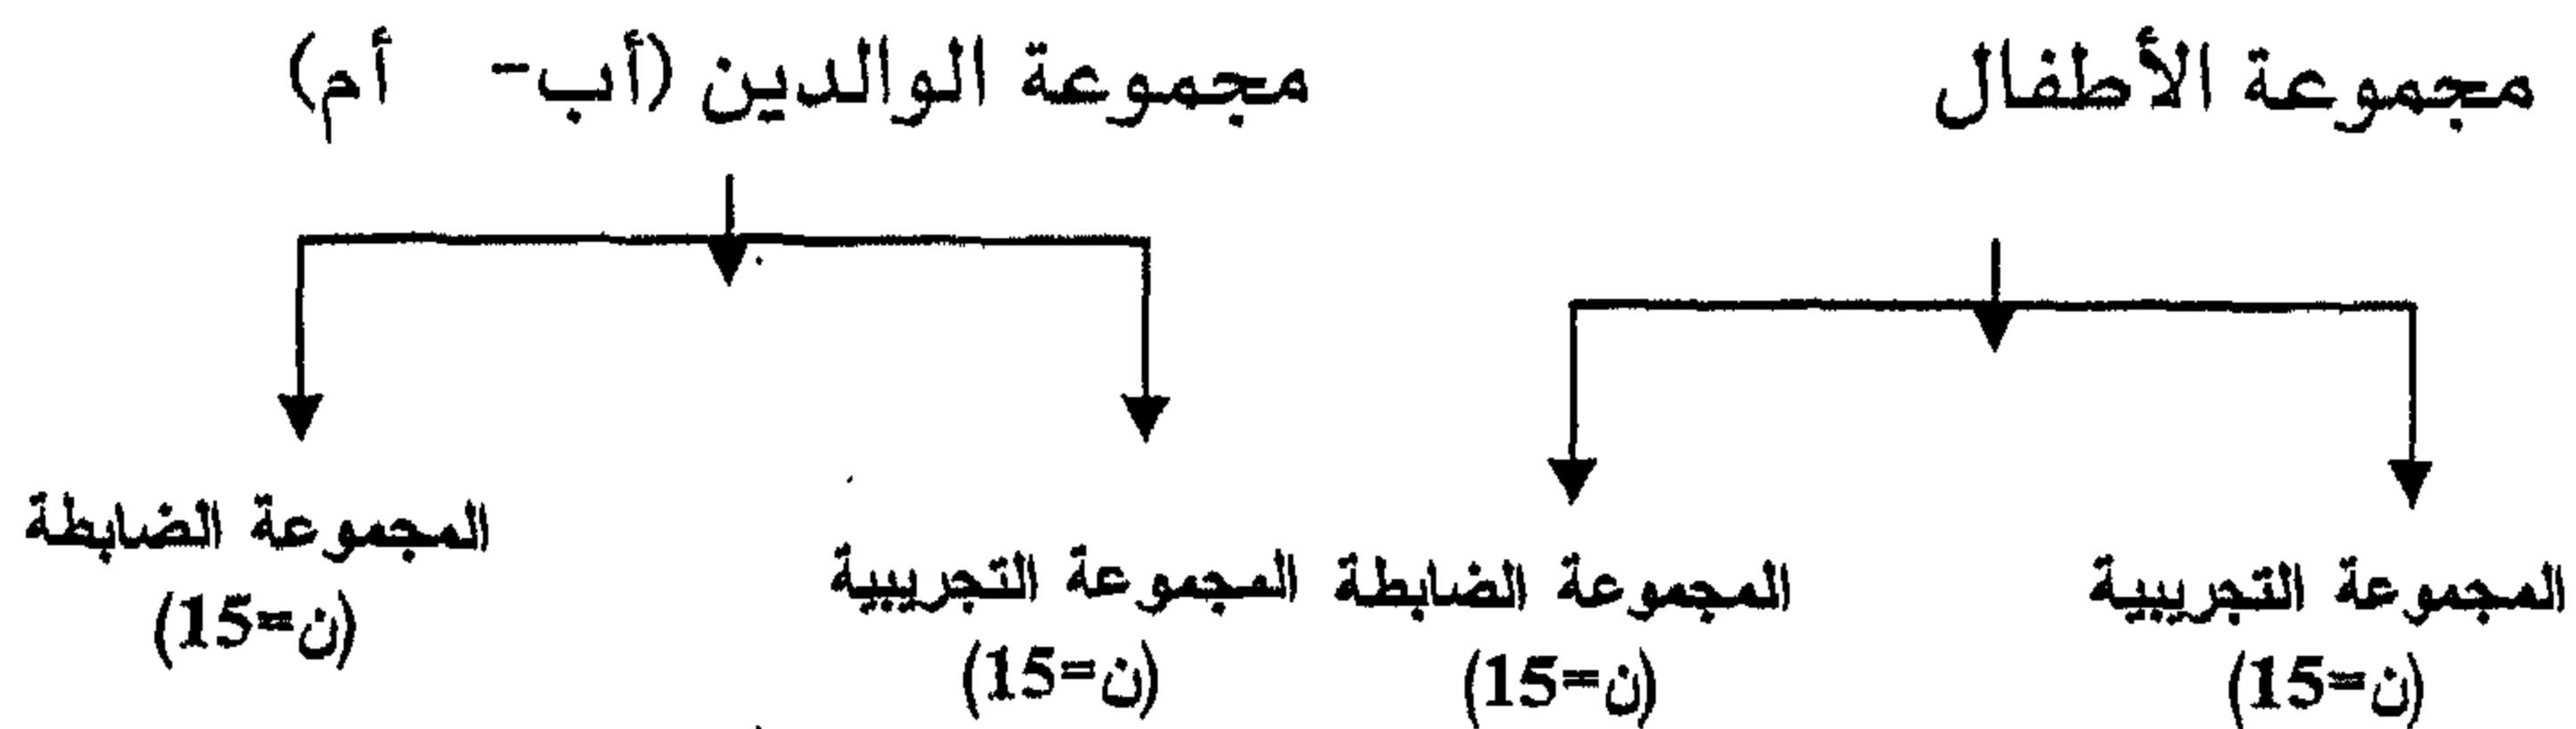 مجموعة الأطفال
مجموعة الوالدين (أب- أم)
المجموعة التجريبية
(ن=15)
المجموعة الضابطة
(ن=15)
المجموعة التجريبية
(ن=15)
المجموعة الضابطة
(ن=15)